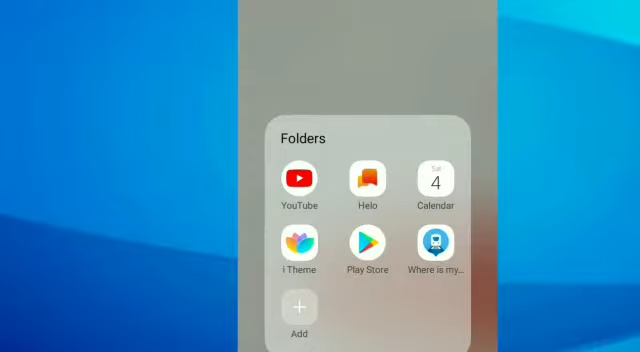 Folders
Sat
4
YouTube
Helo
Calendar
i Theme
Play Store
Where is my...
Add